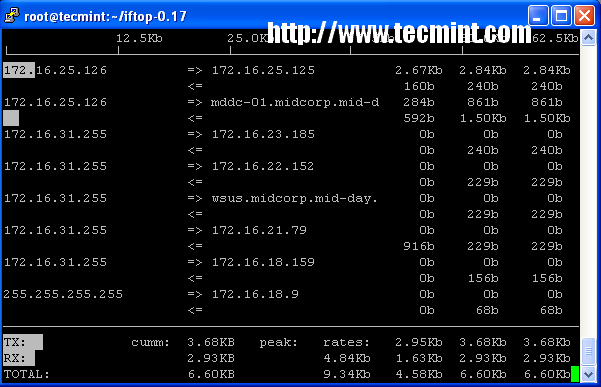 root@tecmint:~/iftop-0.17
http://www.tecmint.com
12.5Kb 25.0K 62.5Kb
172.16.25.126 => 172.16.25.125 2.67Kb 2.84Kb 2.84Kb
<= 160b 240b 240b
172.16.25.126 => mddc-01.midcorp.mid-d 284b 861b 861b
<= 592b 1.50Kb 1.50Kb
172.16.31.255 => 172.16.23.185 0b 0b 0b
<= 0b 240b 240b
172.16.31.255 => 172.16.22.152 0b 0b 0b
<= 0b 229b 229b
172.16.31.255 => wsus.midcorp.mid-day. 0b 0b 0b
<= 0b 229b 229b
172.16.31.255 => 172.16.21.79 0b 0b 0b
<= 916b 229b 229b
172.16.31.255 => 172.16.18.159 0b 0b 0b
<= 0b 156b 156b
255.255.255.255 => 172.16.18.9 0b 0b 0b
<= 0b 68b 68b
TX: cumm: 3.68KB peak: rates: 2.95Kb 3.68Kb 3.68Kb
RX: 2.93KB 4.84Kb 1.63Kb 2.93Kb 2.93Kb
TOTAL: 6.60KB 9.34Kb 4.58Kb 6.60Kb 6.60Kb